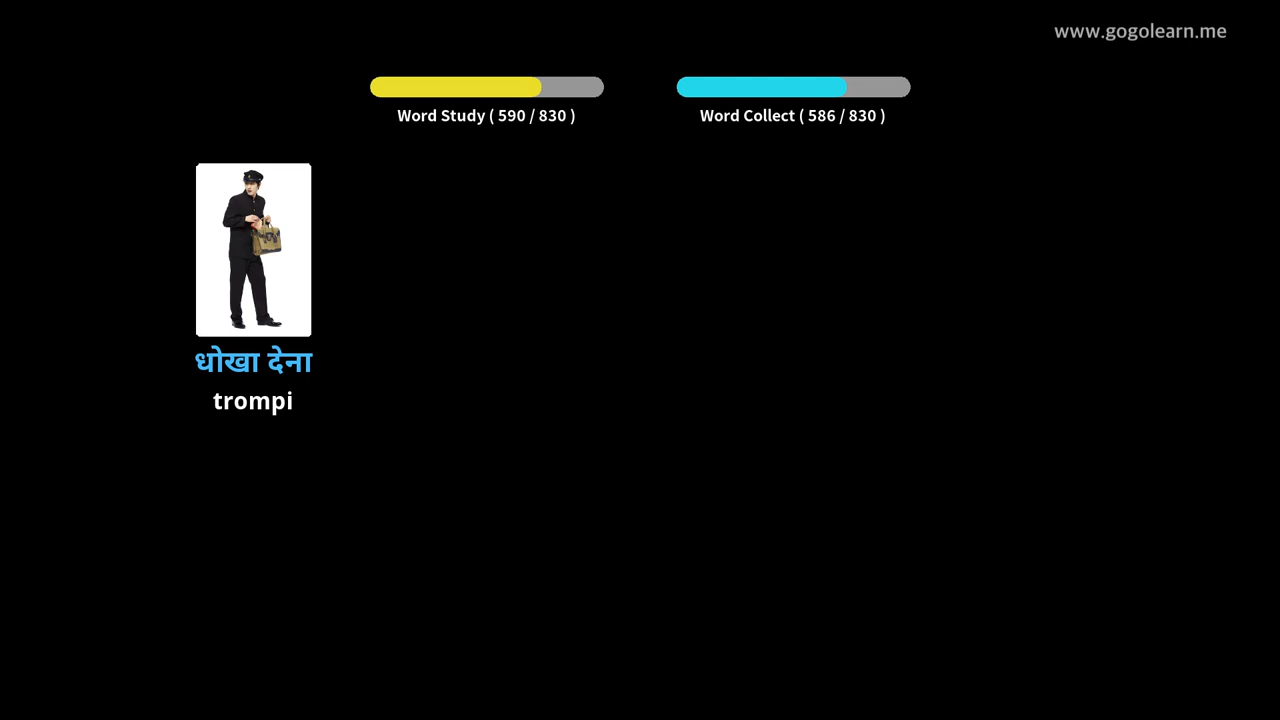 www.gogolearn.me
Word Study ( 590 / 830 )
Word Collect ( 586 / 830 )
धोखा देना
trompi